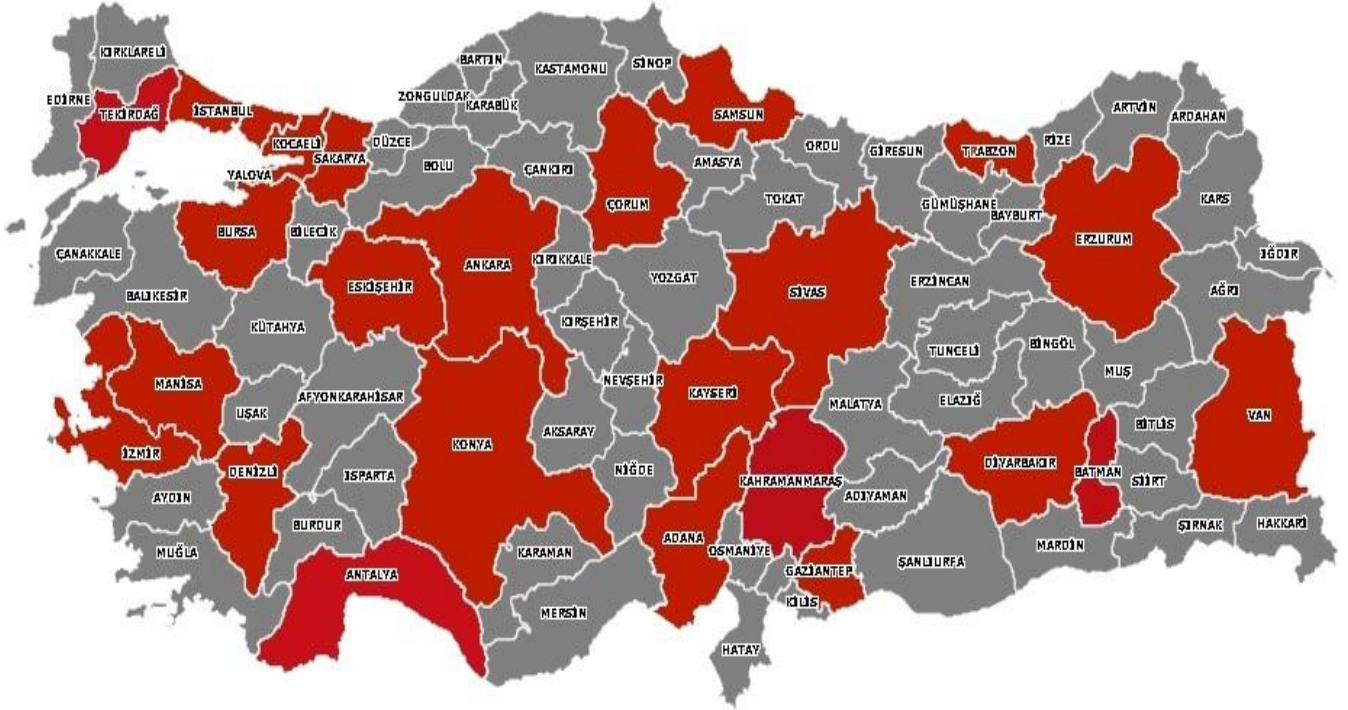 KIRKLARELİ
EDİRNE
TEKİRDAĞ
İSTANBUL
KOCAELİ
SAKARYA
YALOVA
DÜZCE
ZONGULDAK
BARTIN
KARABÜK
KASTAMONU
SİNOP
SAMSUN
BOLU
ÇANKIRI
ÇORUM
AMASYA
TOKAT
ORDU
GİRESUN
TRABZON
RİZE
ARTVİN
ARDAHAN
KARS
GÜMÜŞHANE
BAYBURT
ERZURUM
IĞDIR
AĞRI
ÇANAKKALE
BALIKESİR
BURSA
BİLECİK
ESKİŞEHİR
ANKARA
KIRIKKALE
YOZGAT
SİVAS
ERZİNCAN
KÜTAHYA
KIRŞEHİR
TUNCELİ
BİNGÖL
MUŞ
MANİSA
UŞAK
AFYONKARAHİSAR
NEVŞEHİR
KAYSERİ
MALATYA
ELAZIĞ
BİTLİS
VAN
İZMİR
DENİZLİ
ISPARTA
KONYA
AKSARAY
NİĞDE
KAHRAMANMARAŞ
ADIYAMAN
DİYARBAKIR
BATMAN
SİİRT
AYDIN
BURDUR
MUĞLA
ANTALYA
KARAMAN
MERSİN
ADANA
OSMANİYE
GAZİANTEP
KİLİS
ŞANLIURFA
MARDİN
ŞIRNAK
HAKKARİ
HATAY